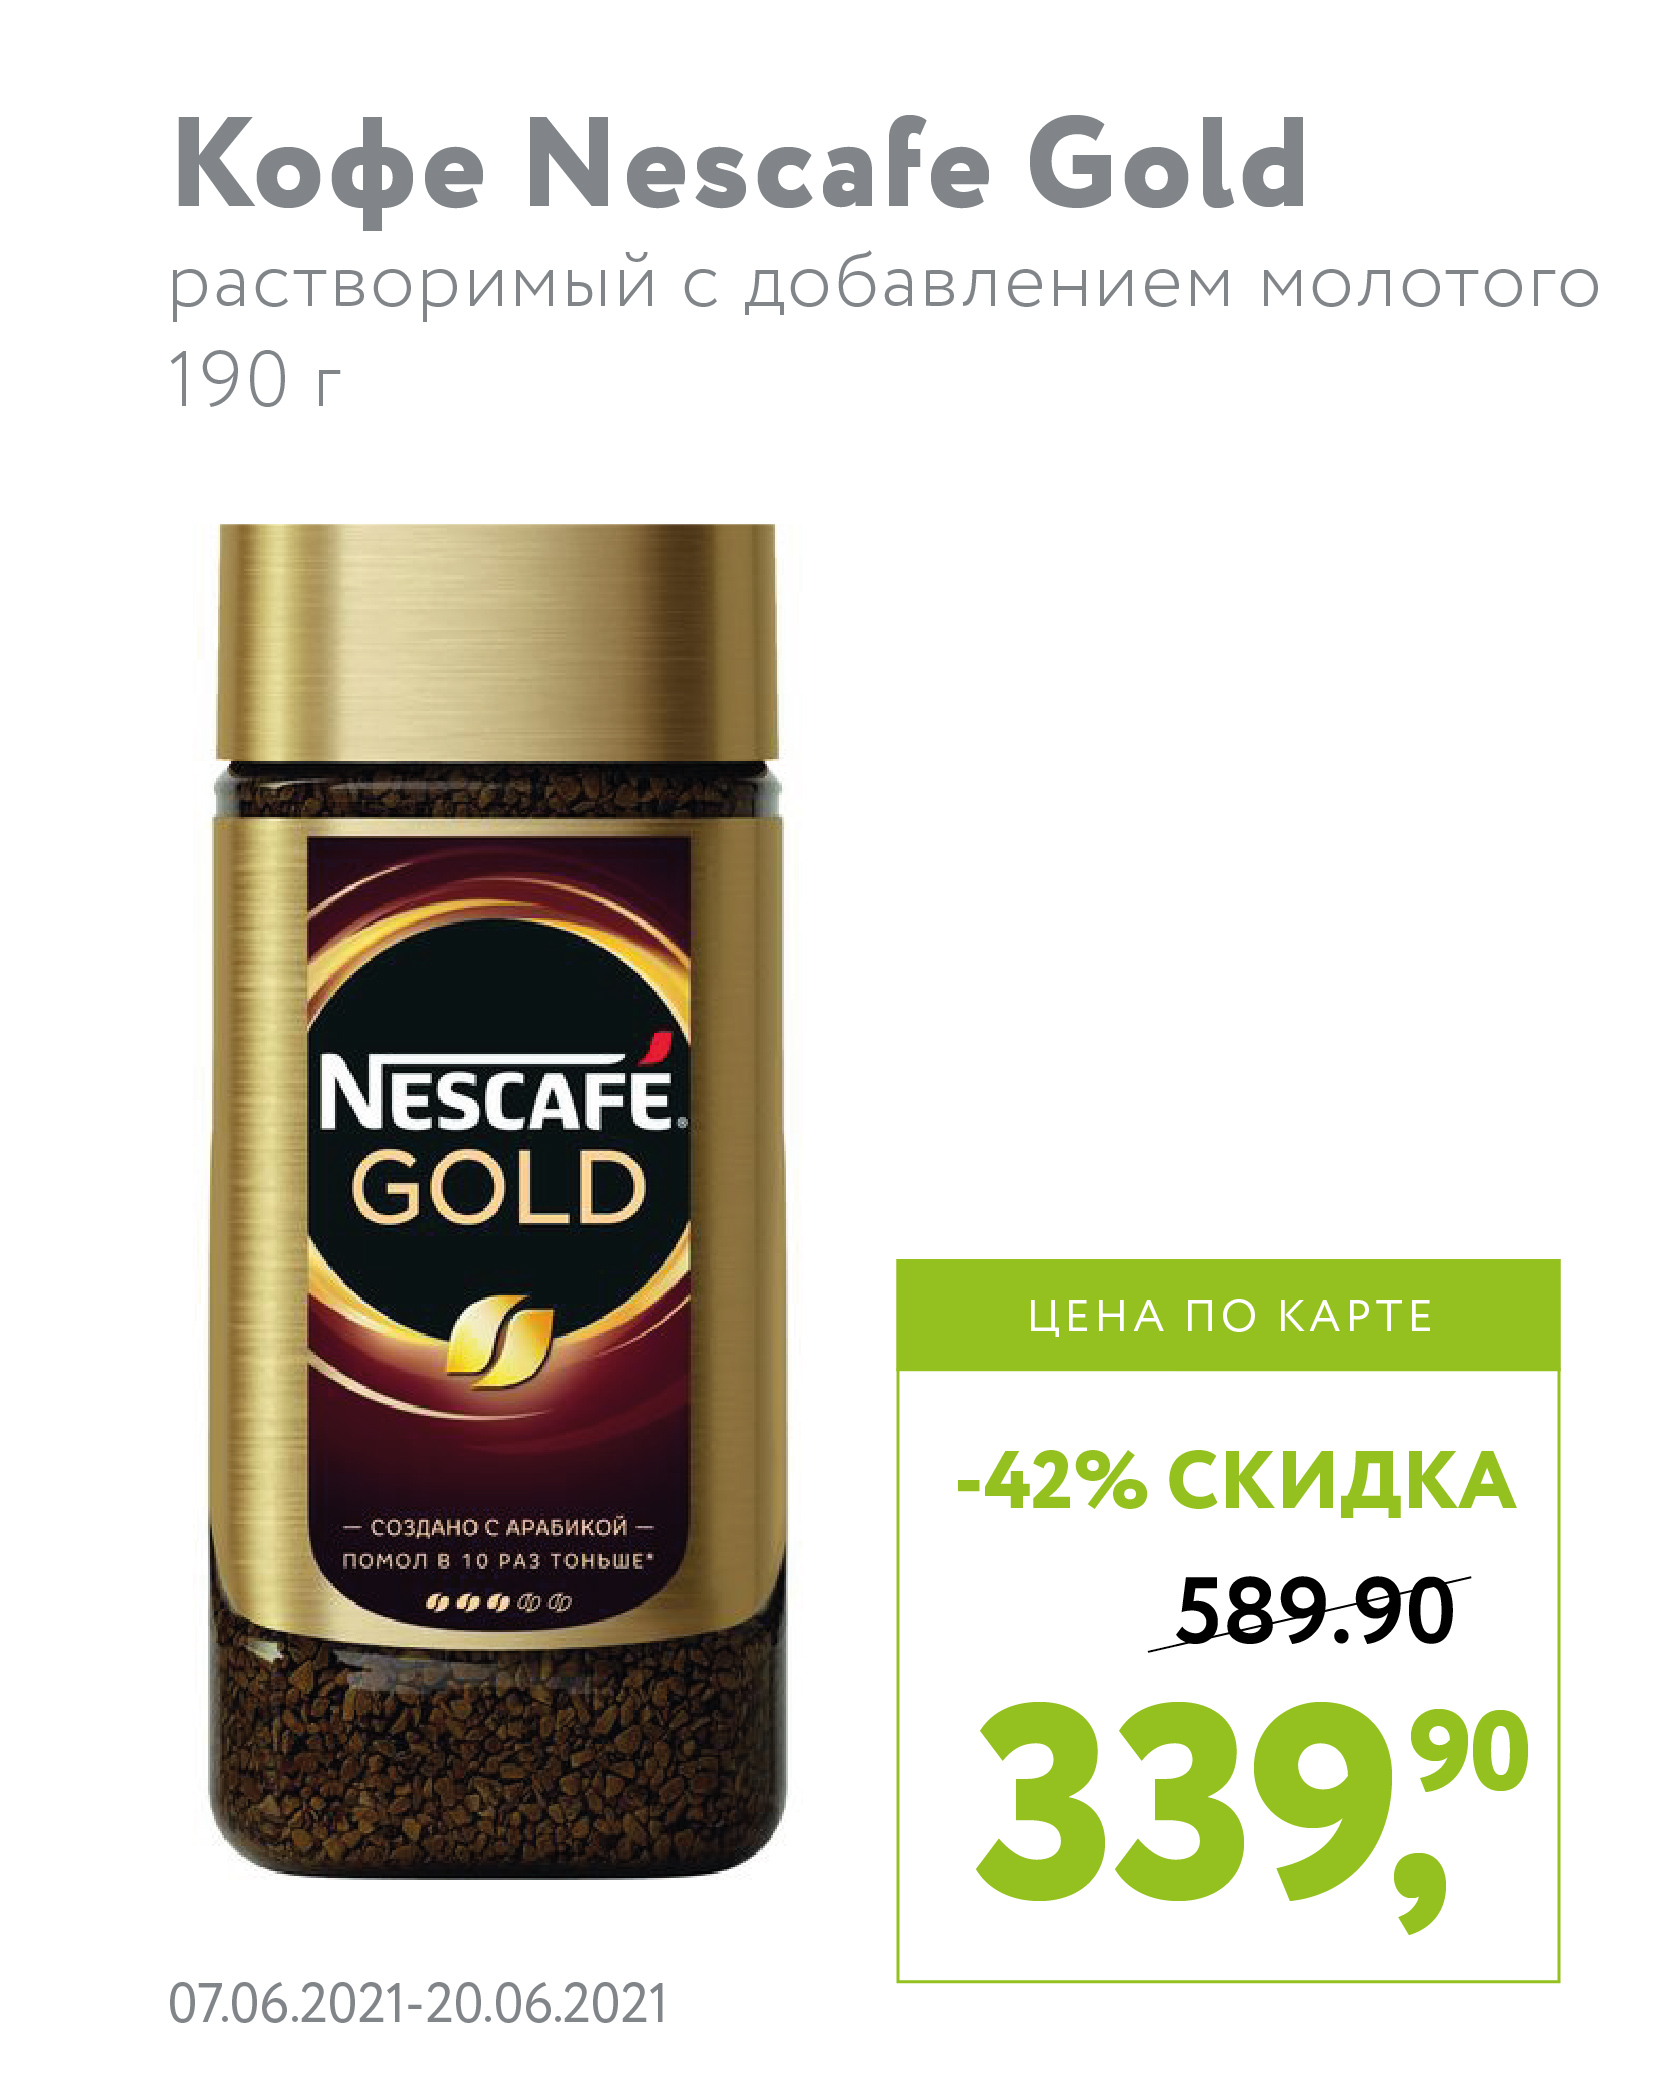 Кофе Nescafe Gold
растворимый с добавлением молотого
190 г
NESCAFÉ®
GOLD
— СОЗДАНО С АРАБИКОЙ —
ПОМОЛ В 10 РАЗ ТОНЬШЕ*
ЦЕНА ПО КАРТЕ
-42% СКИДКА
589.90
339,90
07.06.2021-20.06.2021